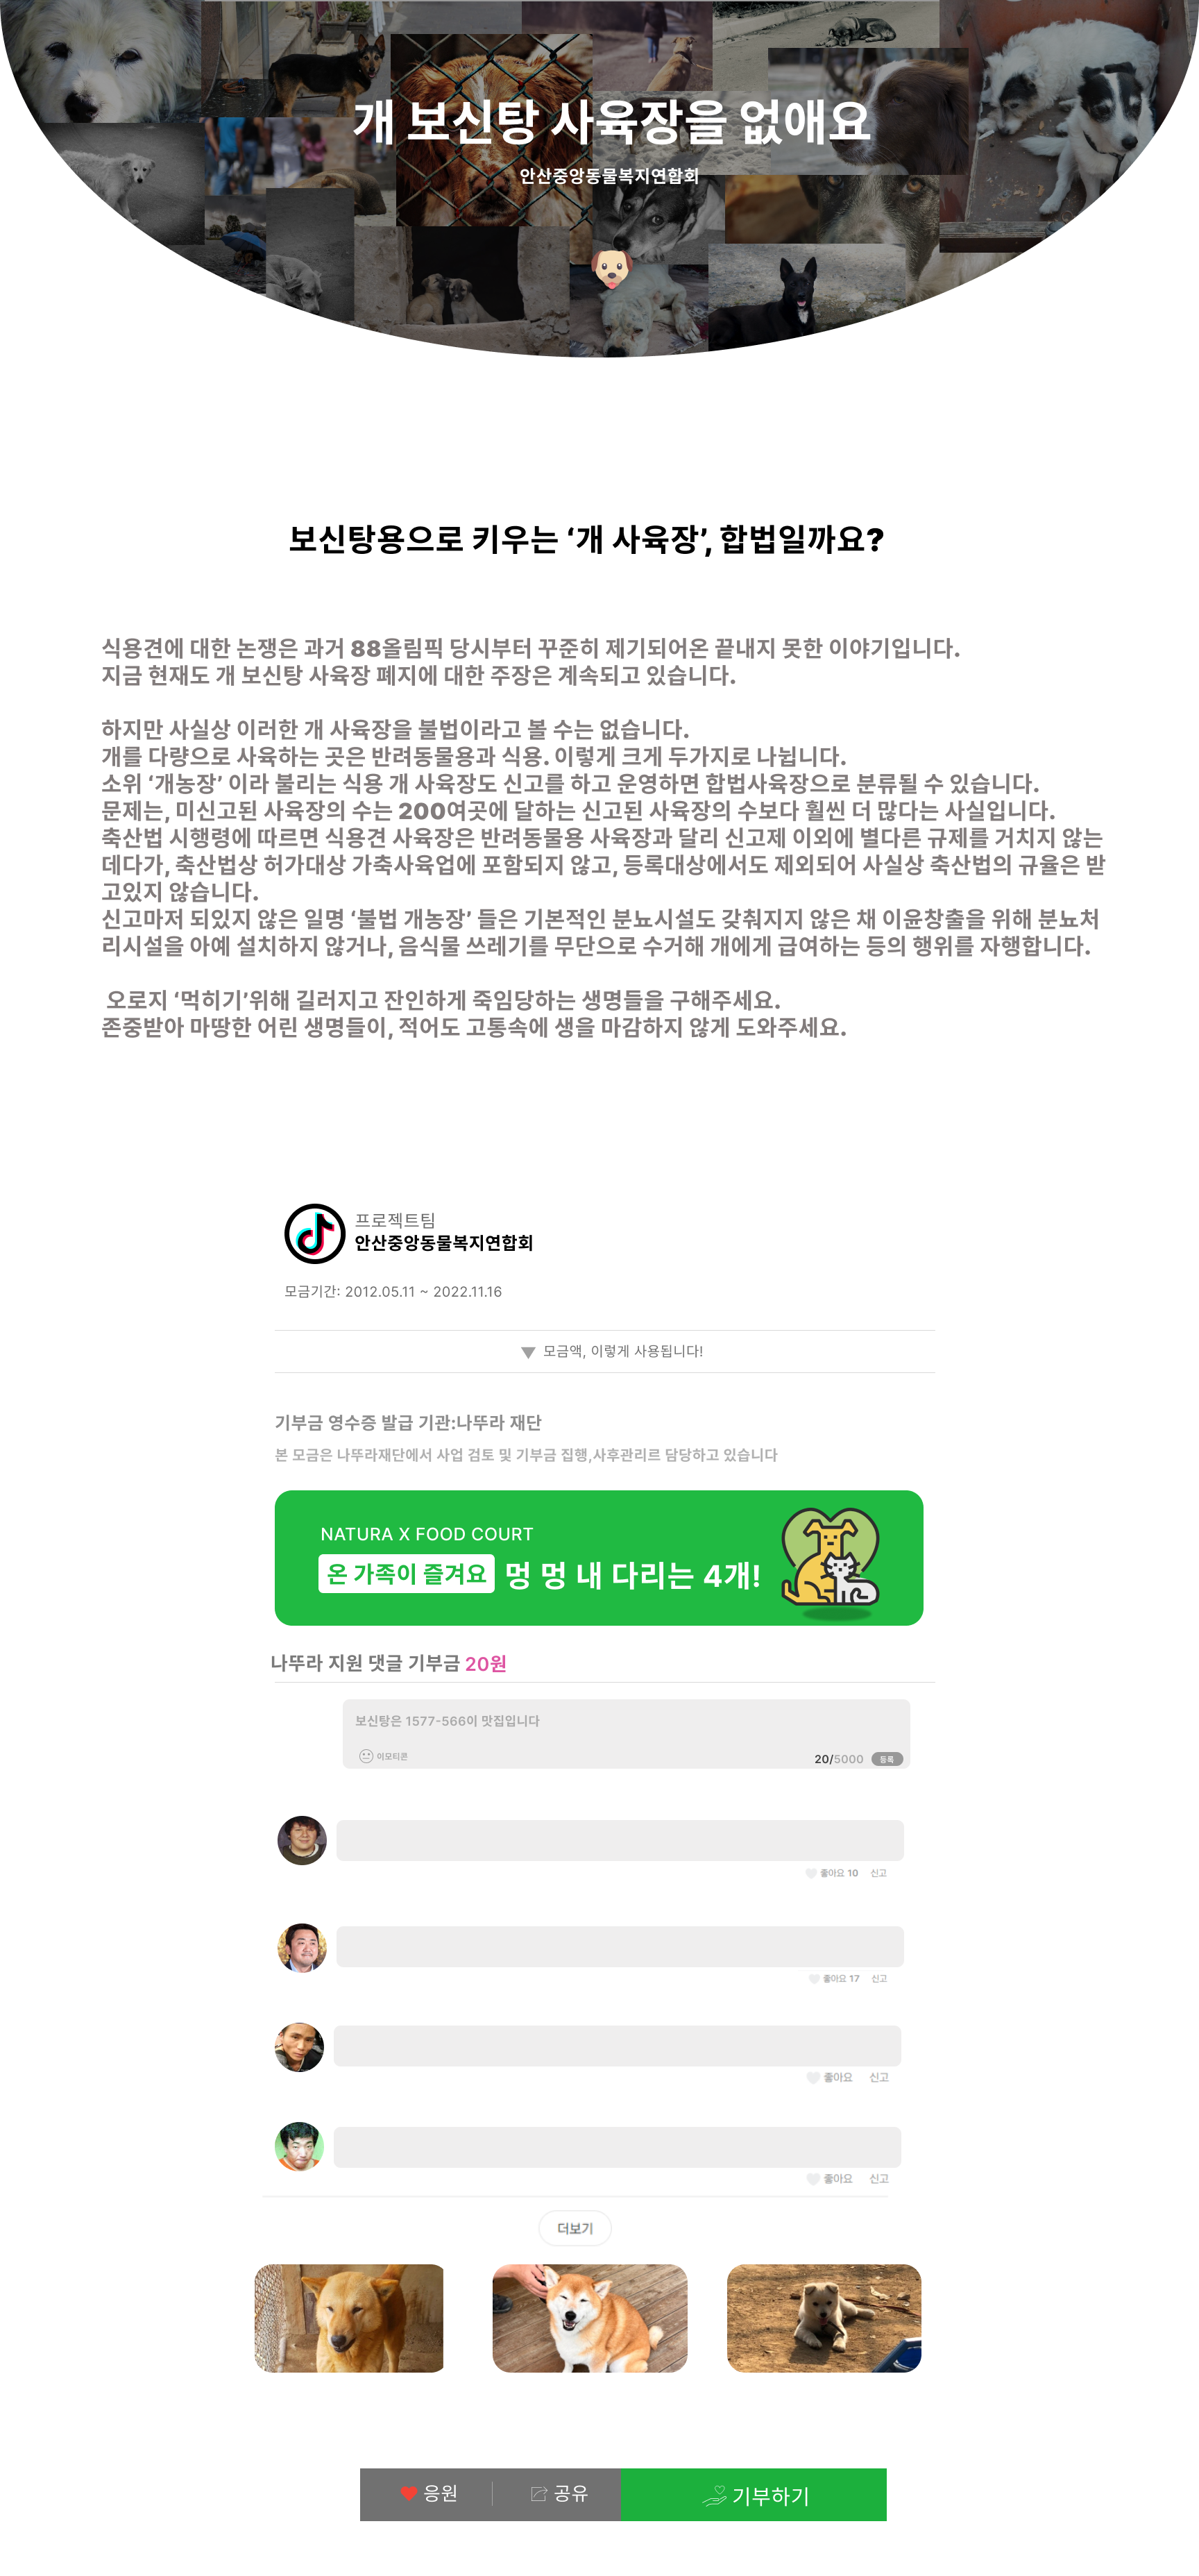 개 보신탕 사육장을 없애요
안산중앙동물복지연합회
보신탕용으로 키우는 ‘개 사육장’, 합법일까요?
식용견에 대한 논쟁은 과거 88올림픽 당시부터 꾸준히 제기되어온 끝내지 못한 이야기입니다.
지금 현재도 개 보신탕 사육장 폐지에 대한 주장은 계속되고 있습니다.
하지만 사실상 이러한 개 사육장을 불법이라고 볼 수는 없습니다.
개를 다량으로 사육하는 곳은 반려동물용과 식용. 이렇게 크게 두가지로 나뉩니다.
소위 ‘개농장’ 이라 불리는 식용 개 사육장도 신고를 하고 운영하면 합법사육장으로 분류될 수 있습니다.
문제는, 미신고된 사육장의 수는 200여곳에 달하는 신고된 사육장의 수보다 훨씬 더 많다는 사실입니다.
축산법 시행령에 따르면 식용견 사육장은 반려동물용 사육장과 달리 신고제 이외에 별다른 규제를 거치지 않는
데다가, 축산법상 허가대상 가축사육업에 포함되지 않고, 등록대상에서도 제외되어 사실상 축산법의 규율은 받
고있지 않습니다.
신고마저 되있지 않은 일명 ‘불법 개농장’ 들은 기본적인 분뇨시설도 갖춰지지 않은 채 이윤창출을 위해 분뇨처
리시설을 아예 설치하지 않거나, 음식물 쓰레기를 무단으로 수거해 개에게 급여하는 등의 행위를 자행합니다.
오로지 ‘먹히기’위해 길러지고 잔인하게 죽임당하는 생명들을 구해주세요.
존중받아 마땅한 어린 생명들이, 적어도 고통속에 생을 마감하지 않게 도와주세요.
프로젝트팀
안산중앙동물복지연합회
모금기간: 2012.05.11 ~ 2022.11.16
▼ 모금액, 이렇게 사용됩니다!
기부금 영수증 발급 기관:나뚜라 재단
본 모금은 나뚜라재단에서 사업 검토 및 기부금 집행,사후관리르 담당하고 있습니다
NATURA X FOOD COURT
온 가족이 즐겨요 멍 멍 내 다리는 4개!
나뚜라 지원 댓글 기부금 20원
보신탕은 1577-566이 맛집입니다
이모티콘 20/5000 등록
좋아요 10 신고
좋아요 17 신고
좋아요 신고
좋아요 신고
더보기
응원 공유 기부하기